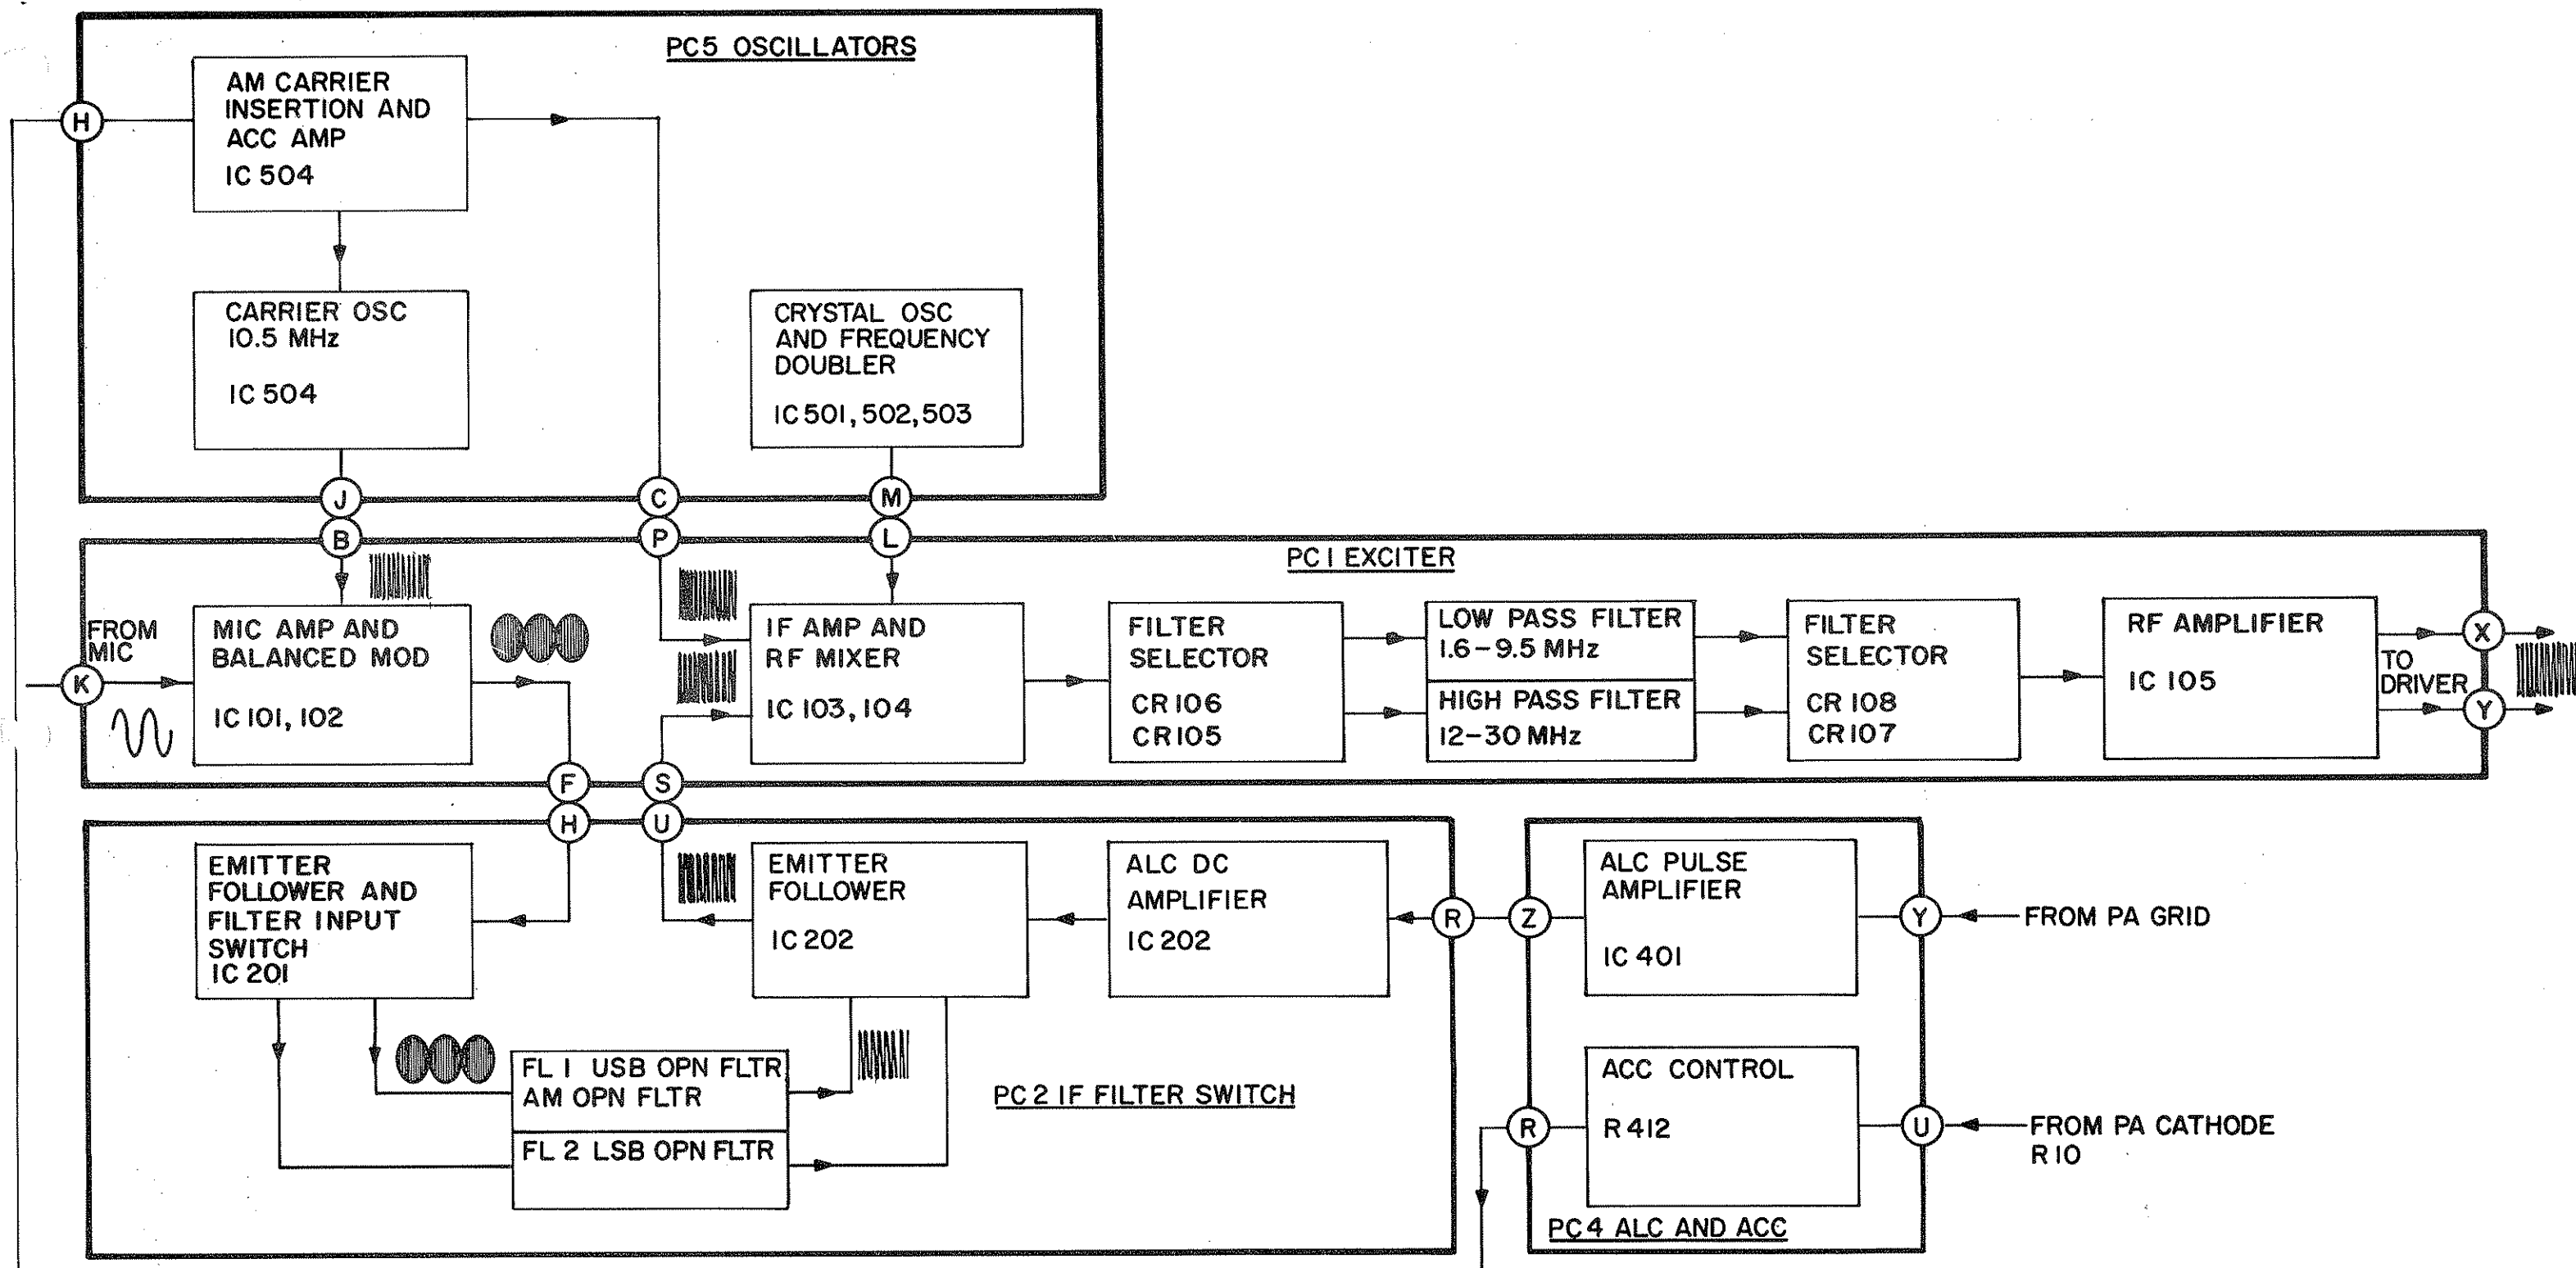 PC5 OSCILLATORS
AM CARRIER
INSERTION AND
ACC AMP
IC 504
H
CARRIER OSC
10.5 MHz
IC 504
CRYSTAL OSC
AND FREQUENCY
DOUBLER
IC 501, 502, 503
J
C
M
B
P
L
PC 1 EXCITER
FROM
MIC
K
MIC AMP AND
BALANCED MOD
IC 101, 102
IF AMP AND
RF MIXER
IC 103, 104
FILTER
SELECTOR
CR 106
CR 105
LOW PASS FILTER
1.6-9.5 MHz
HIGH PASS FILTER
12-30 MHz
FILTER
SELECTOR
CR 108
CR 107
RF AMPLIFIER
IC 105
TO
DRIVER
X
Y
F
S
H
U
EMITTER
FOLLOWER AND
FILTER INPUT
SWITCH
IC 201
EMITTER
FOLLOWER
IC 202
ALC DC
AMPLIFIER
IC 202
R
Z
ALC PULSE
AMPLIFIER
IC 401
Y
FROM PA GRID
FL 1 USB OPN FLTR
AM OPN FLTR
FL 2 LSB OPN FLTR
PC 2 IF FILTER SWITCH
R
ACC CONTROL
R 412
U
FROM PA CATHODE
R 10
PC 4 ALC AND ACC